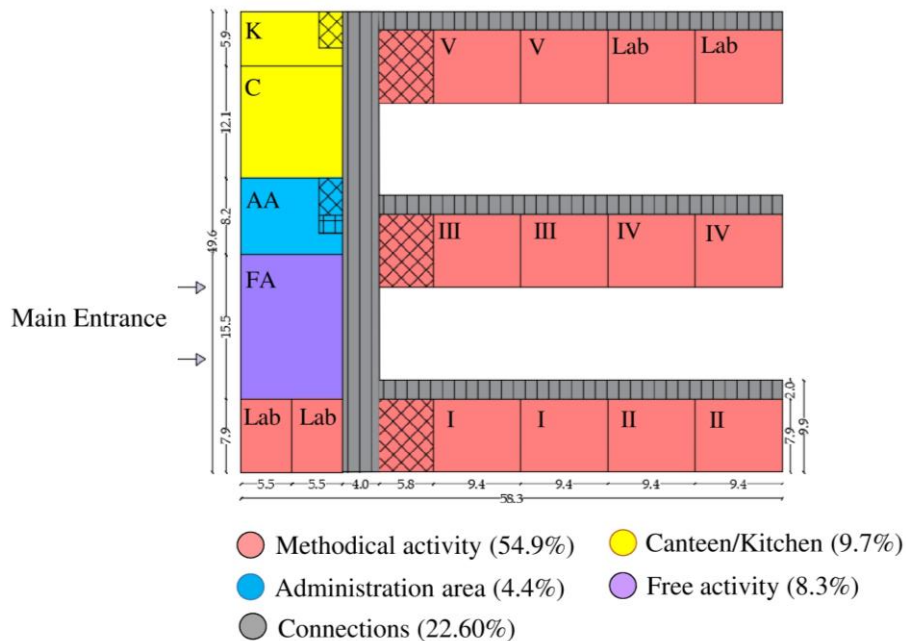 K
V V Lab Lab
5.9
C
12.1
AA
8.2
III III IV IV
49.6
FA
Main Entrance
15.5
2.0
Lab Lab
I I II II
7.9
7.9
9.9
5.5 5.5 4.0 5.8 9.4 9.4 9.4 9.4
58.3
Methodical activity (54.9%) Canteen/Kitchen (9.7%)
Administration area (4.4%) Free activity (8.3%)
Connections (22.60%)